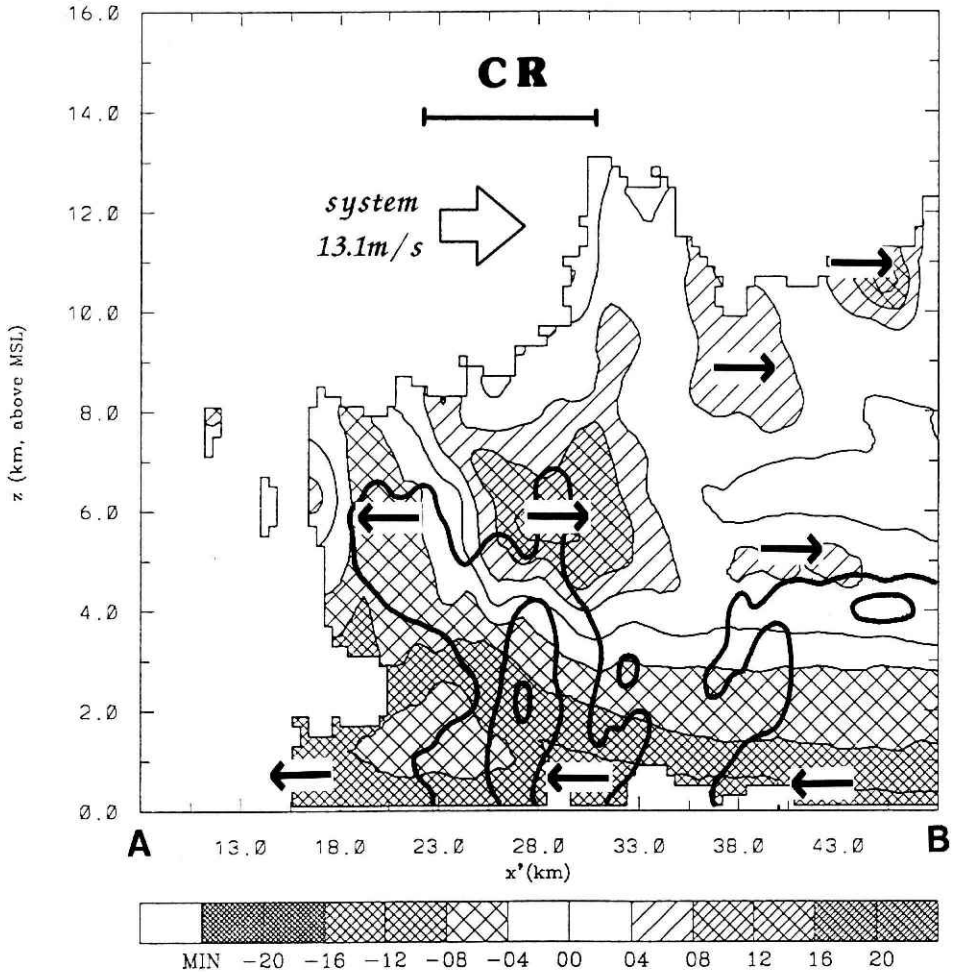 16.0
14.0
12.0
10.0
8.0
6.0
4.0
2.0
0.0
z (km, above MSL)
CR
system
13.1m/s
A 13.0 18.0 23.0 28.0 33.0 38.0 43.0 B
x'(km)
MIN -20 -16 -12 -08 -04 00 04 08 12 16 20